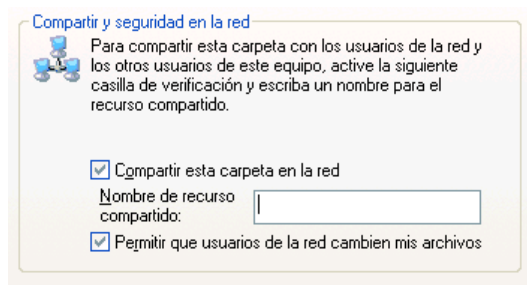 Compartir y seguridad en la red
Para compartir esta carpeta con los usuarios de la red y
los otros usuarios de este equipo, active la siguiente
casilla de verificación y escriba un nombre para el
recurso compartido.
Compartir esta carpeta en la red
Nombre de recurso
compartido:
Permitir que usuarios de la red cambien mis archivos